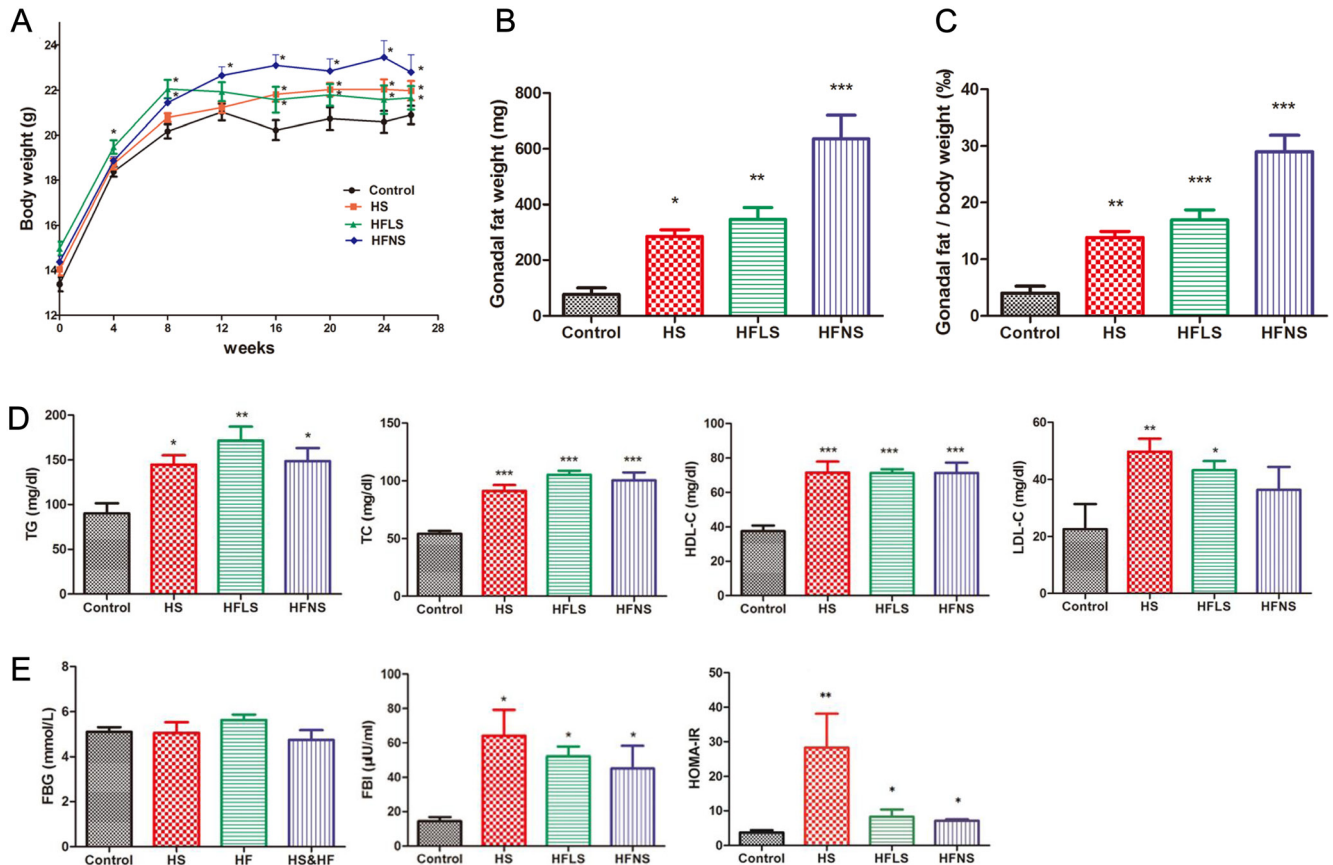 A
Body weight (g)
24
22
20
18
16
14
12
0 4 8 12 16 20 24 28
weeks
Control
HS
HFLS
HFNS
* * * * * * * * * * * * * * * *
B
Gonadal fat weight (mg)
800
600
400
200
0
* ** ***
Control HS HFLS HFNS
C
Gonadal fat / body weight (‰)
40
30
20
10
0
** *** ***
Control HS HFLS HFNS
D
TG (mg/dl)
200
150
100
50
0
* ** *
Control HS HFLS HFNS
TC (mg/dl)
150
100
50
0
*** *** ***
Control HS HFLS HFNS
HDL-C (mg/dl)
100
80
60
40
20
0
*** *** ***
Control HS HFLS HFNS
LDL-C (mg/dl)
60
40
20
0
** *
Control HS HFLS HFNS
E
FBG (mmol/L)
8
6
4
2
0
Control HS HF HS&HF
FBI (μIU/ml)
100
80
60
40
20
0
* * *
Control HS HFLS HFNS
HOMA-IR
50
40
30
20
10
0
** * *
Control HS HFLS HFNS